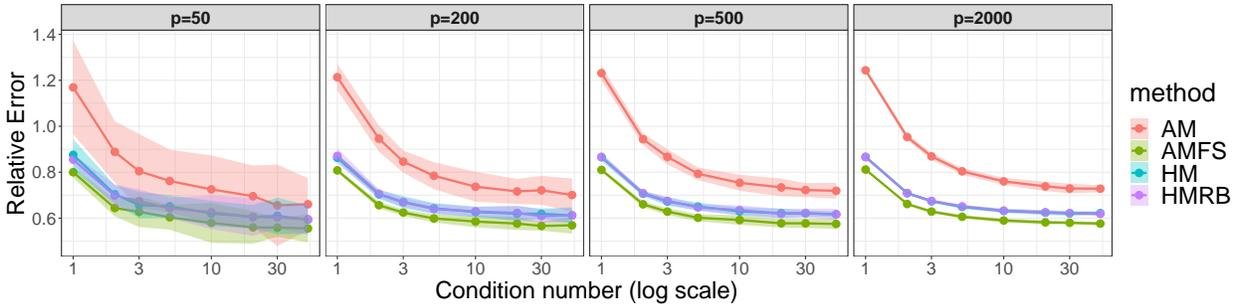 p=50 p=200 p=500 p=2000
1.4
1.2
1.0
0.8
0.6
Relative Error
1 3 10 30 1 3 10 30 1 3 10 30 1 3 10 30
Condition number (log scale)
method
AM
AMFS
HM
HMRB